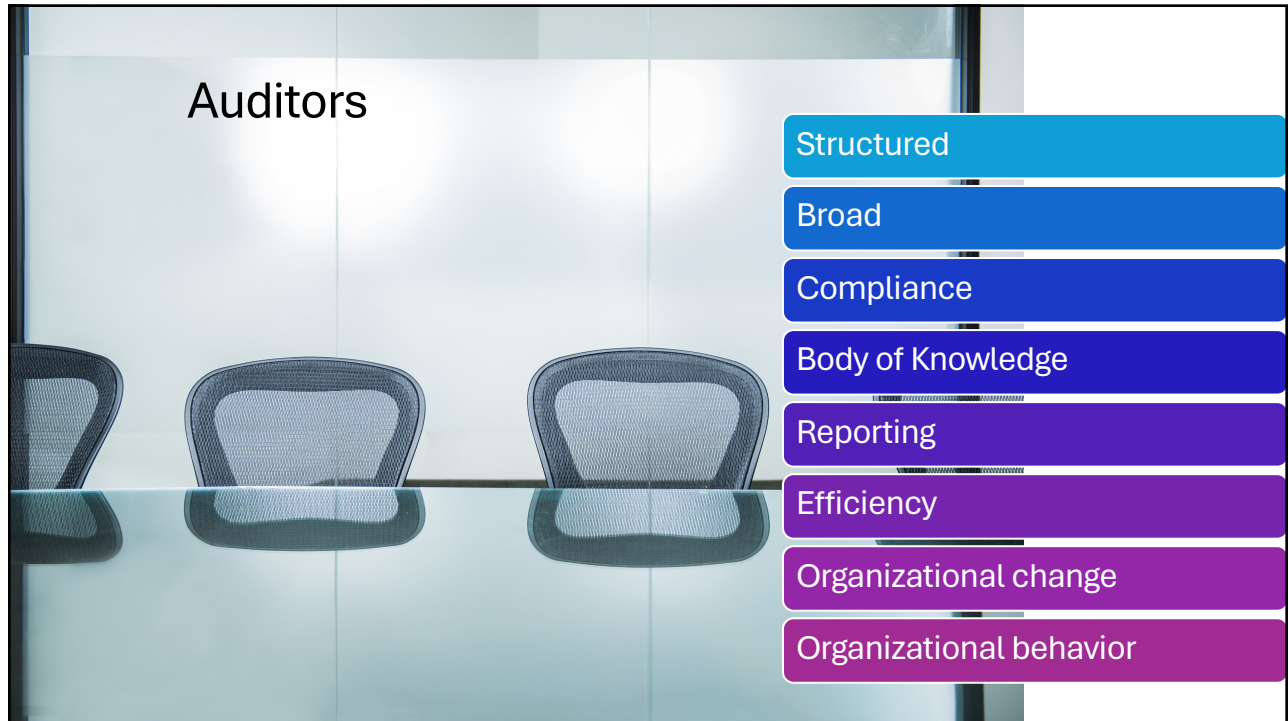 Auditors
Structured
Broad
Compliance
Body of Knowledge
Reporting
Efficiency
Organizational change
Organizational behavior